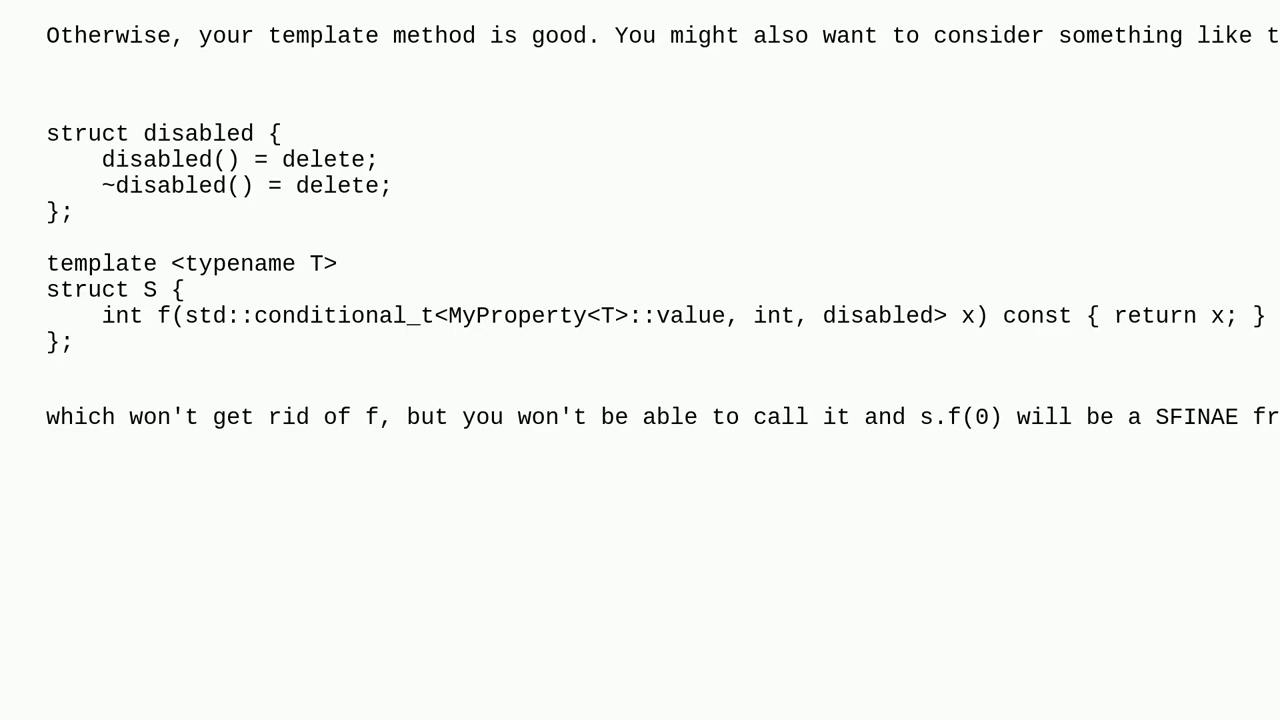 Otherwise, your template method is good. You might also want to consider something like
struct disabled {
    disabled() = delete;
    ~disabled() = delete;
};
template <typename T>
struct S {
    int f(std::conditional_t<MyProperty<T>::value, int, disabled> x) const { return x; }
};
which won't get rid of f, but you won't be able to call it and s.f(0) will be a SFINAE